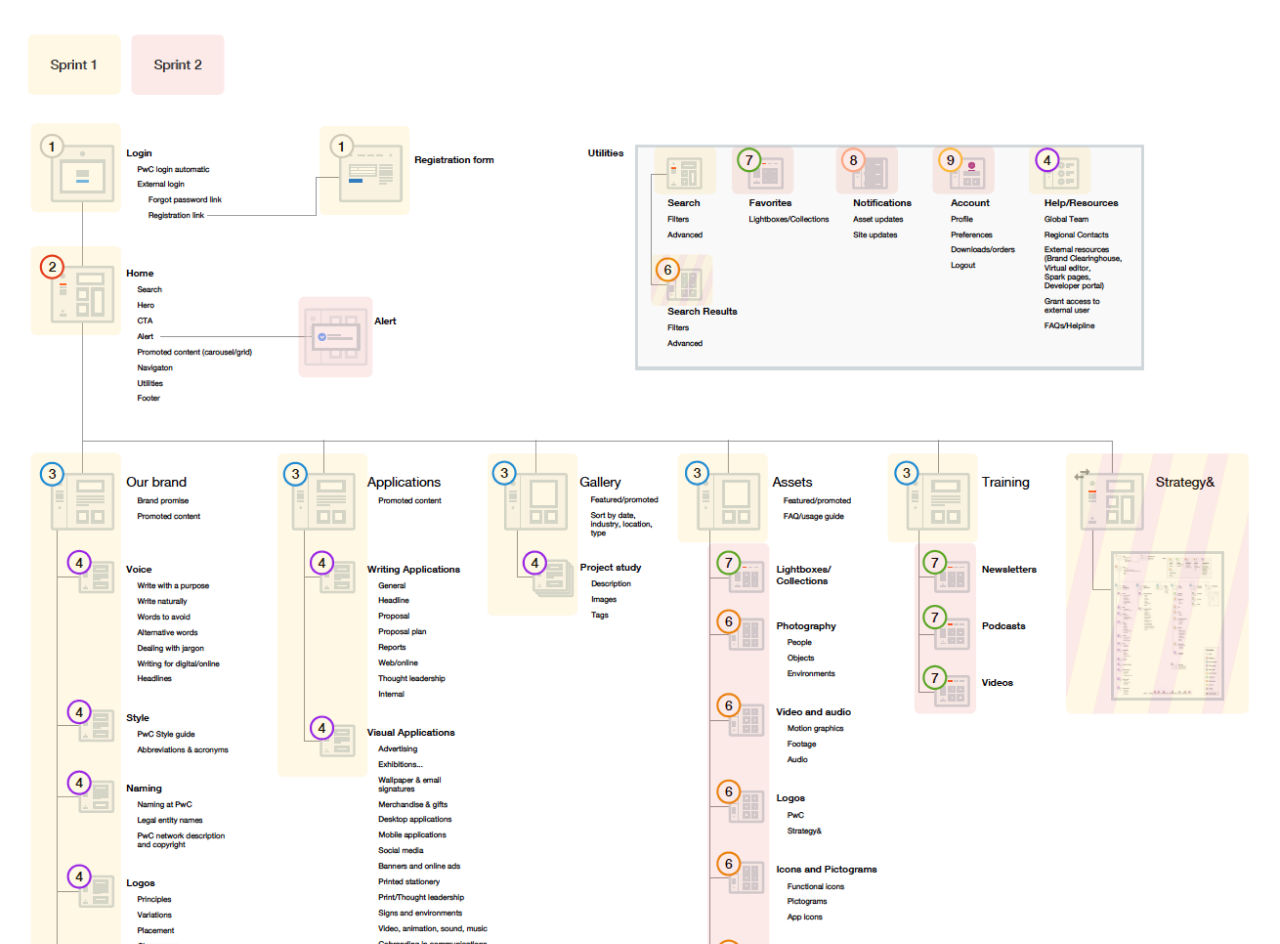 Sprint 1
Sprint 2
1
Login
PwC login automatic
External login
Forgot password link
Registration link
1
Registration form
Utilities
Search
Filters
Advanced
6
Search Results
Filters
Advanced
7
Favorites
Lightboxes/Collections
8
Notifications
Asset updates
Site updates
9
Account
Profile
Preferences
Downloads/orders
Logout
4
Help/Resources
Global Team
Regional Contacts
External resources
(Brand Clearinghouse,
Virtual editor,
Spark pages,
Developer portal)
Grant access to
external user
FAQs/Helpline
2
Home
Search
Hero
CTA
Alert
Promoted content (carousel/grid)
Navigaton
Utilities
Footer
Alert
3
Our brand
Brand promise
Promoted content
4
Voice
Write with a purpose
Write naturally
Words to avoid
Alternative words
Dealing with jargon
Writing for digital/online
Headlines
4
Style
PwC Style guide
Abbreviations & acronyms
4
Naming
Naming at PwC
Legal entity names
PwC network description
and copyright
4
Logos
Principles
Variations
Placement
3
Applications
Promoted content
4
Writing Applications
General
Headline
Proposal
Proposal plan
Reports
Web/online
Thought leadership
Internal
4
Visual Applications
Advertising
Exhibitions...
Wallpaper & email
signatures
Merchandise & gifts
Desktop applications
Mobile applications
Social media
Banners and online ads
Printed stationery
Print/Thought leadership
Signs and environments
Video, animation, sound, music
3
Gallery
Featured/promoted
Sort by date,
industry, location,
type
4
Project study
Description
Images
Tags
3
Assets
Featured/promoted
FAQ/usage guide
7
Lightboxes/
Collections
6
Photography
People
Objects
Environments
6
Video and audio
Motion graphics
Footage
Audio
6
Logos
PwC
Strategy&
6
Icons and Pictograms
Functional icons
Pictograms
App icons
3
Training
7
Newsletters
7
Podcasts
7
Videos
Strategy&